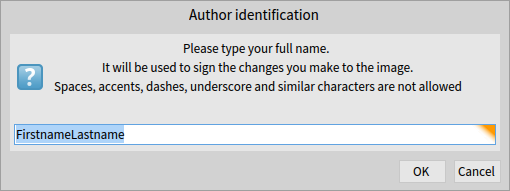 Author identification
Please type your full name.
It will be used to sign the changes you make to the image.
Spaces, accents, dashes, underscore and similar characters are not allowed
?
FirstnameLastname
OK
Cancel